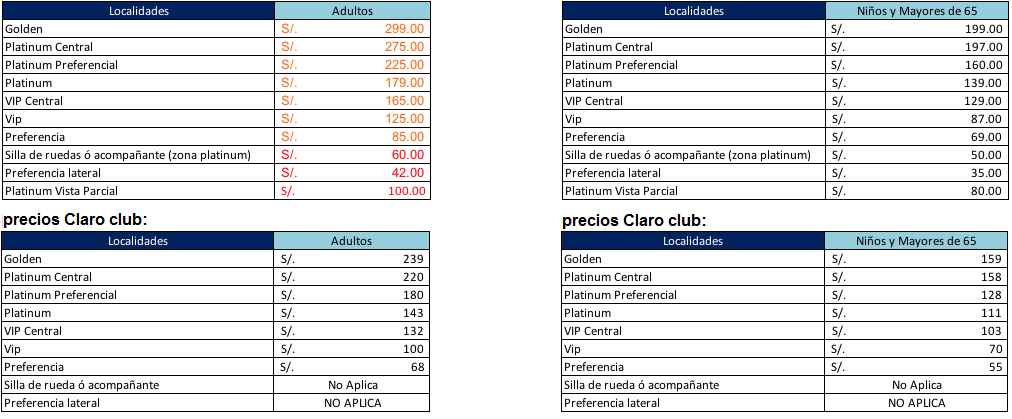 Localidades Adultos
Golden S/. 299.00
Platinum Central S/. 275.00
Platinum Preferencial S/. 225.00
Platinum S/. 179.00
VIP Central S/. 165.00
Vip S/. 125.00
Preferencia S/. 85.00
Silla de ruedas ó acompañante (zona platinum) S/. 60.00
Preferencia lateral S/. 42.00
Platinum Vista Parcial S/. 100.00
Localidades Niños y Mayores de 65
Golden S/. 199.00
Platinum Central S/. 197.00
Platinum Preferencial S/. 160.00
Platinum S/. 139.00
VIP Central S/. 129.00
Vip S/. 87.00
Preferencia S/. 69.00
Silla de ruedas ó acompañante (zona platinum) S/. 50.00
Preferencia lateral S/. 35.00
Platinum Vista Parcial S/. 80.00
precios Claro club:
Localidades Adultos
Golden S/. 239
Platinum Central S/. 220
Platinum Preferencial S/. 180
Platinum S/. 143
VIP Central S/. 132
Vip S/. 100
Preferencia S/. 68
Silla de rueda ó acompañante No Aplica
Preferencia lateral NO APLICA
precios Claro club:
Localidades Niños y Mayores de 65
Golden S/. 159
Platinum Central S/. 158
Platinum Preferencial S/. 128
Platinum S/. 111
VIP Central S/. 103
Vip S/. 70
Preferencia S/. 55
Silla de rueda ó acompañante No Aplica
Preferencia lateral NO APLICA